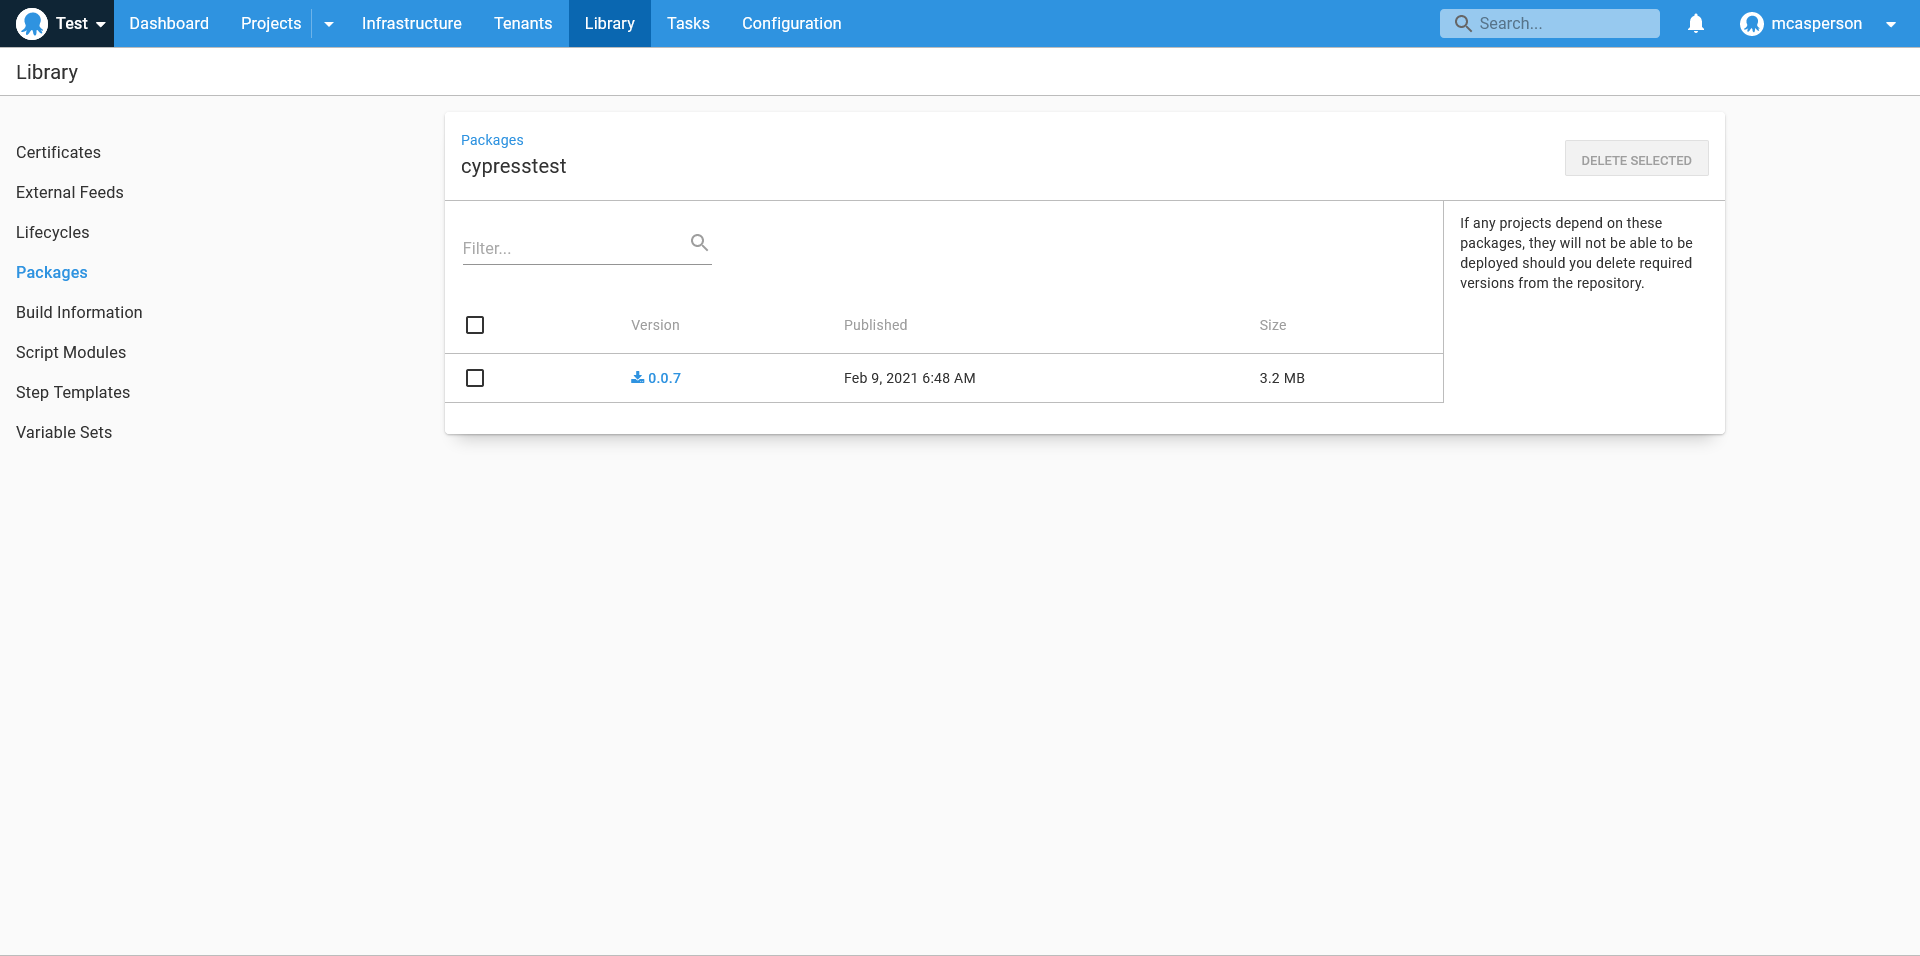 Test Dashboard Projects Infrastructure Tenants Library Tasks Configuration Search... mcasperson
Library
Certificates
External Feeds
Lifecycles
Packages
Build Information
Script Modules
Step Templates
Variable Sets
Packages
cypresstest
DELETE SELECTED
Filter...
Version Published Size
0.0.7 Feb 9, 2021 6:48 AM 3.2 MB
If any projects depend on these
packages, they will not be able to be
deployed should you delete required
versions from the repository.